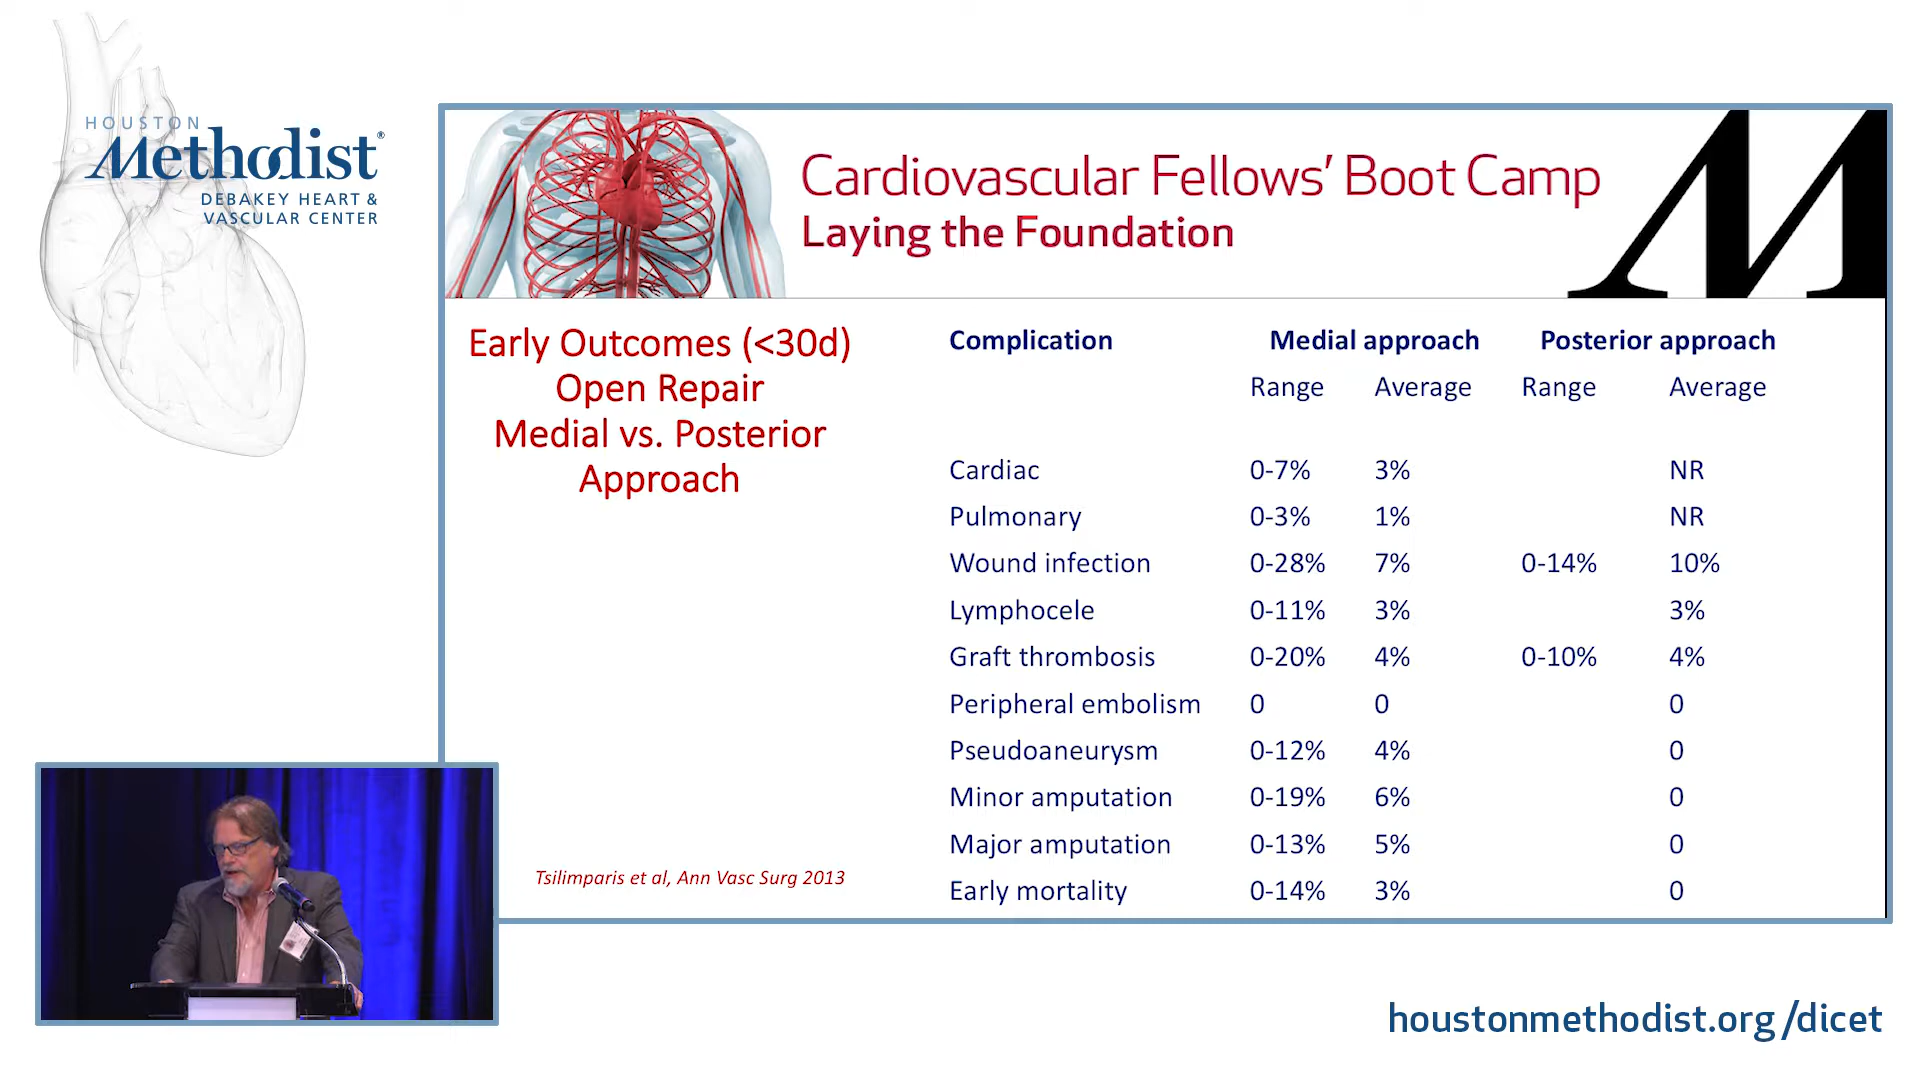 HOUSTON
Methodist®
DEBAKEY HEART &
VASCULAR CENTER
Cardiovascular Fellows’ Boot Camp
Laying the Foundation
M
Early Outcomes (<30d)
Open Repair
Medial vs. Posterior
Approach
Complication Medial approach Posterior approach
Range Average Range Average
Cardiac 0-7% 3% NR
Pulmonary 0-3% 1% NR
Wound infection 0-28% 7% 0-14% 10%
Lymphocele 0-11% 3% 3%
Graft thrombosis 0-20% 4% 0-10% 4%
Peripheral embolism 0 0 0
Pseudoaneurysm 0-12% 4% 0
Minor amputation 0-19% 6% 0
Major amputation 0-13% 5% 0
Early mortality 0-14% 3% 0
Tsilimparis et al, Ann Vasc Surg 2013
houstonmethodist.org/dicet